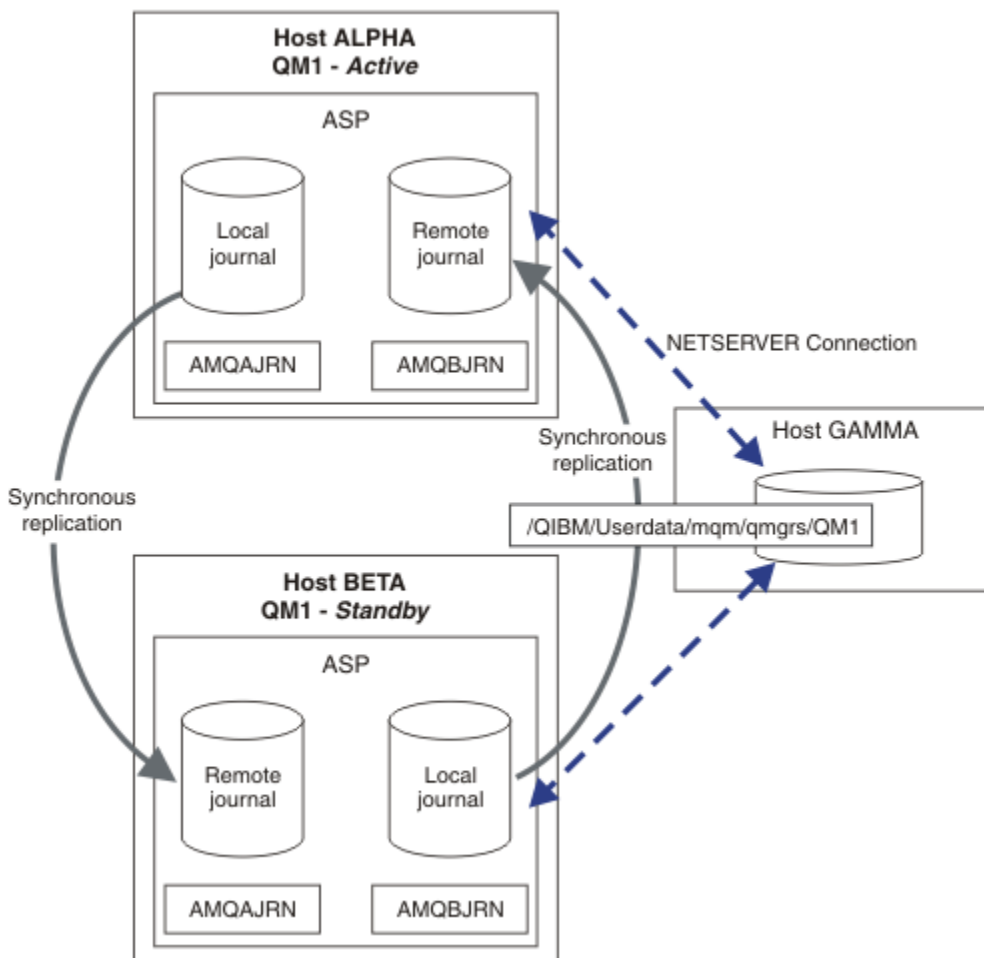 Host ALPHA
QM1 - Active
ASP
Local
journal
Remote
journal
AMQAJRN
AMQBJRN
NETSERVER Connection
Host GAMMA
/QIBM/Userdata/mqm/qmgrs/QM1
Synchronous
replication
Synchronous
replication
Host BETA
QM1 - Standby
ASP
Remote
journal
Local
journal
AMQAJRN
AMQBJRN